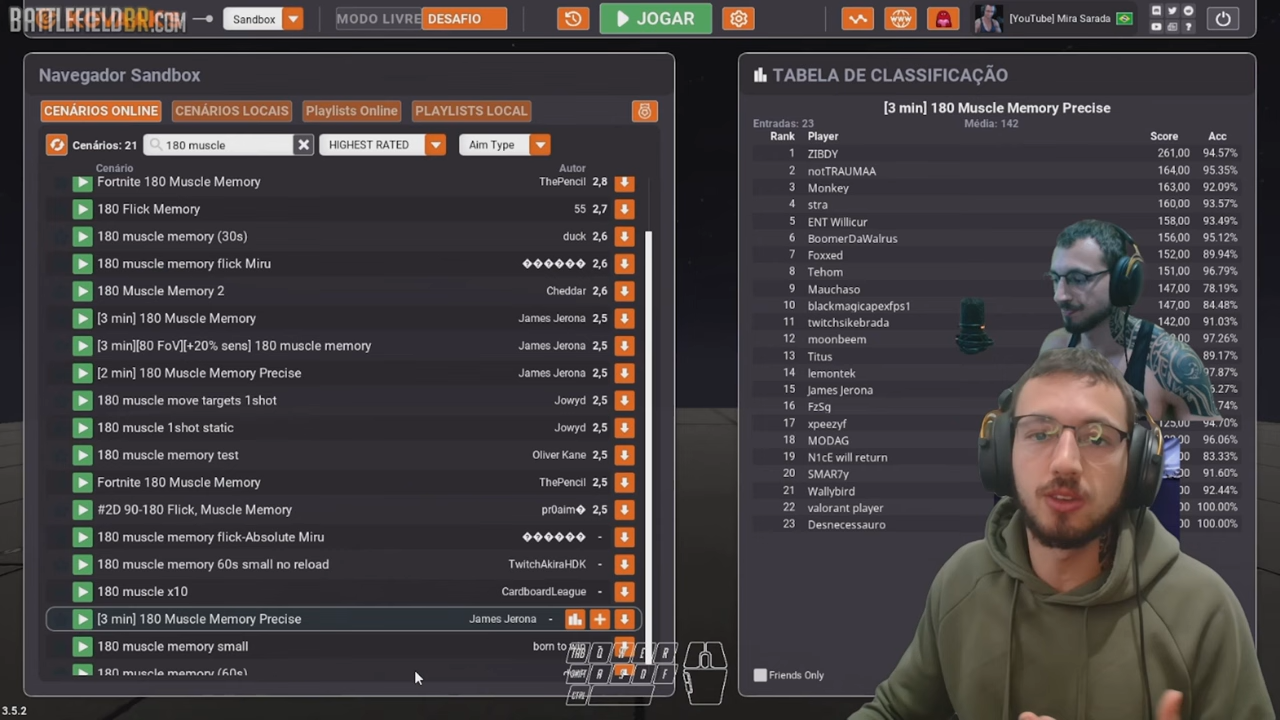 BATTLEFIELDBR.COM
Sandbox
MODO LIVRE
DESAFIO
JOGAR
[YouTube] Mira Sarada
Navegador Sandbox
CENÁRIOS ONLINE
CENÁRIOS LOCAIS
Playlists Online
PLAYLISTS LOCAL
Cenários: 21
180 muscle
HIGHEST RATED
Aim Type
Cenário Autor
Fortnite 180 Muscle Memory ThePencil 2,8
180 Flick Memory 55 2,7
180 muscle memory (30s) duck 2,6
180 muscle memory flick Miru ������ 2,6
180 Muscle Memory 2 Cheddar 2,6
[3 min] 180 Muscle Memory James Jerona 2,5
[3 min][80 FoV][+20% sens] 180 muscle memory James Jerona 2,5
[2 min] 180 Muscle Memory Precise James Jerona 2,5
180 muscle move targets 1shot Jowyd 2,5
180 muscle 1shot static Jowyd 2,5
180 muscle memory test Oliver Kane 2,5
Fortnite 180 Muscle Memory ThePencil 2,5
#2D 90-180 Flick, Muscle Memory pr0aim� 2,5
180 muscle memory flick-Absolute Miru ������ -
180 muscle memory 60s small no reload TwitchAkiraHDK -
180 muscle x10 CardboardLeague -
[3 min] 180 Muscle Memory Precise James Jerona -
180 muscle memory small born to
180 muscle memory (60s)
TABELA DE CLASSIFICAÇÃO
[3 min] 180 Muscle Memory Precise
Entradas: 23 Média: 142
Rank Player Score Acc
1 ZIBDY 261,00 94.57%
2 notTRAUMAA 164,00 95.35%
3 Monkey 163,00 92.09%
4 stra 160,00 93.57%
5 ENT Willicur 158,00 93.49%
6 BoomerDaWalrus 156,00 95.12%
7 Foxxed 152,00 89.94%
8 Tehom 151,00 96.79%
9 Mauchaso 147,00 78.19%
10 blackmagicapexfps1 147,00 84.48%
11 twitchsikebrada 142,00 91.03%
12 moonbeem 97.26%
13 Titus 89.17%
14 lemontek 97.87%
15 James Jerona 6.27%
16 FzSq .74%
17 xpeezyf 125,00 94.70%
18 MODAG 96.06%
19 N1cE will return 83.33%
20 SMAR7y 91.60%
21 Wallybird 92.44%
22 valorant player 00 100.00%
23 Desnecessauro 00 100.00%
Friends Only
TAB Q W E R
A S D F
CTRL
3.5.2